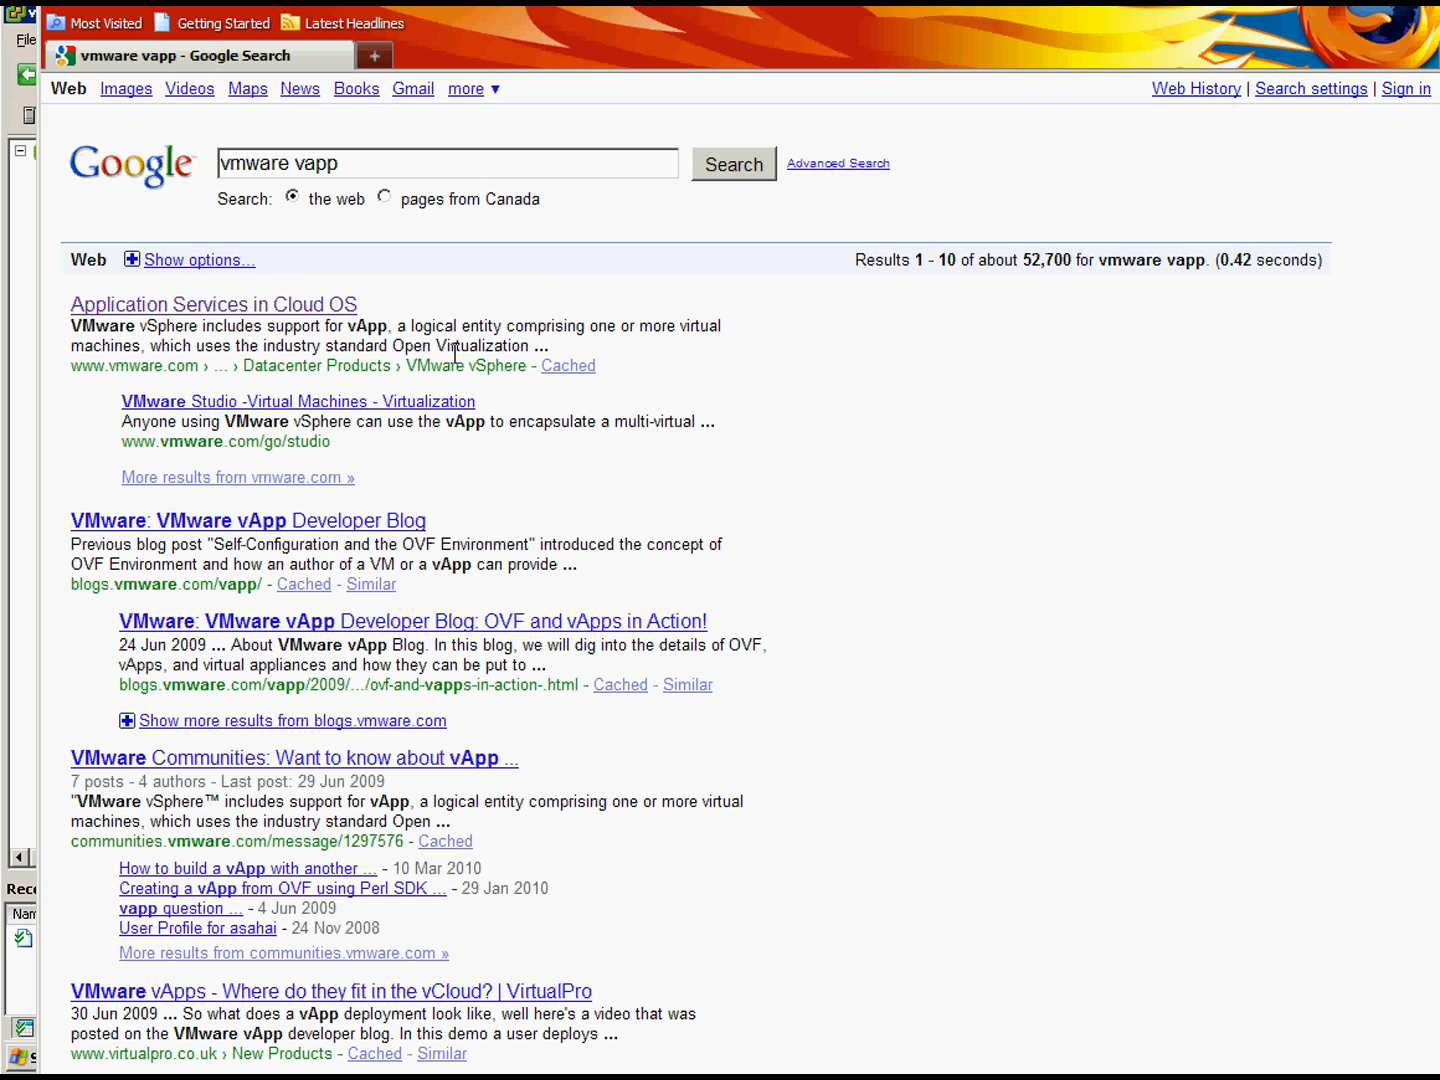 Most Visited Getting Started Latest Headlines
File
vmware vapp - Google Search
+
Web Images Videos Maps News Books Gmail more ▼
Web History | Search settings | Sign in
Google
vmware vapp
Search
Advanced Search
Search: the web pages from Canada
Web Show options...
Results 1 - 10 of about 52,700 for vmware vapp. (0.42 seconds)
Application Services in Cloud OS
VMware vSphere includes support for vApp, a logical entity comprising one or more virtual
machines, which uses the industry standard Open Virtualization ...
www.vmware.com › ... › Datacenter Products › VMware vSphere - Cached
VMware Studio -Virtual Machines - Virtualization
Anyone using VMware vSphere can use the vApp to encapsulate a multi-virtual ...
www.vmware.com/go/studio
More results from vmware.com »
VMware: VMware vApp Developer Blog
Previous blog post "Self-Configuration and the OVF Environment" introduced the concept of
OVF Environment and how an author of a VM or a vApp can provide ...
blogs.vmware.com/vapp/ - Cached - Similar
VMware: VMware vApp Developer Blog: OVF and vApps in Action!
24 Jun 2009 ... About VMware vApp Blog. In this blog, we will dig into the details of OVF,
vApps, and virtual appliances and how they can be put to ...
blogs.vmware.com/vapp/2009/.../ovf-and-vapps-in-action-.html - Cached - Similar
Show more results from blogs.vmware.com
VMware Communities: Want to know about vApp ...
7 posts - 4 authors - Last post: 29 Jun 2009
"VMware vSphere™ includes support for vApp, a logical entity comprising one or more virtual
machines, which uses the industry standard Open ...
communities.vmware.com/message/1297576 - Cached
How to build a vApp with another ... - 10 Mar 2010
Creating a vApp from OVF using Perl SDK ... - 29 Jan 2010
vapp question ... - 4 Jun 2009
User Profile for asahai - 24 Nov 2008
More results from communities.vmware.com »
VMware vApps - Where do they fit in the vCloud? | VirtualPro
30 Jun 2009 ... So what does a vApp deployment look like, well here's a video that was
posted on the VMware vApp developer blog. In this demo a user deploys ...
www.virtualpro.co.uk › New Products - Cached - Similar